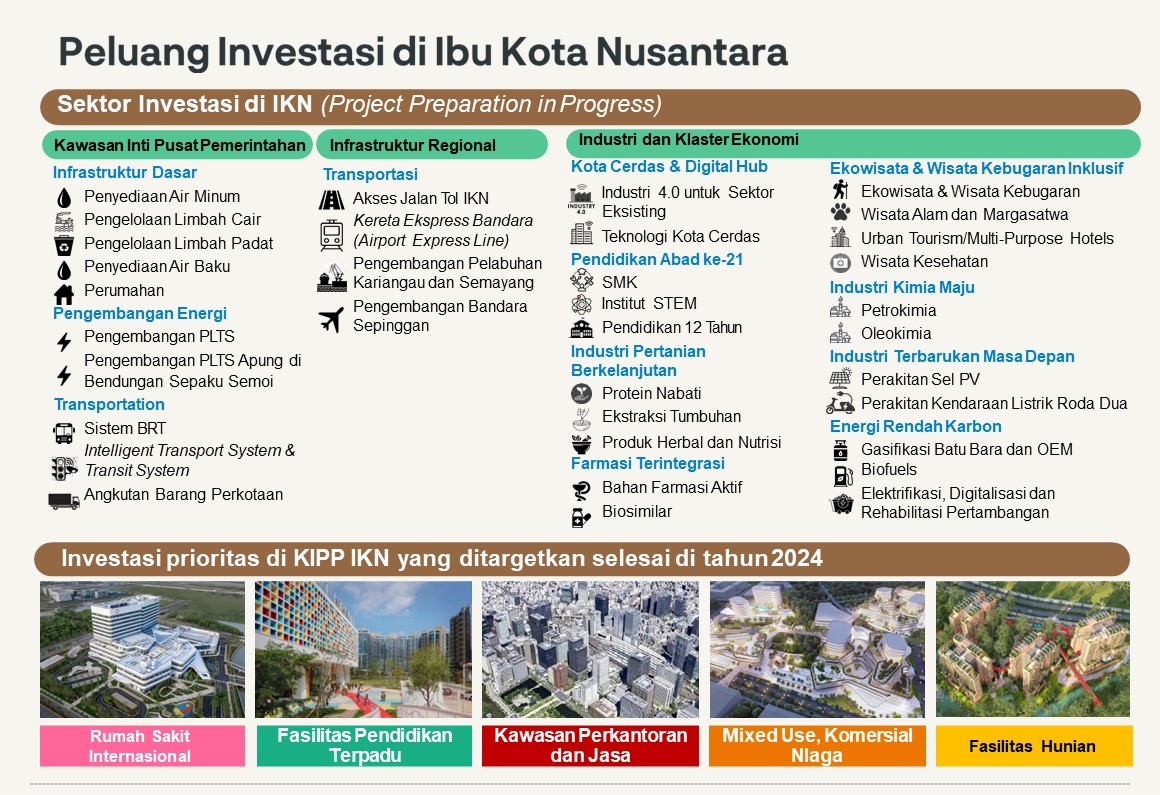 Peluang Investasi di Ibu Kota Nusantara
Sektor Investasi di IKN (Project Preparation in Progress)
Kawasan Inti Pusat Pemerintahan
Infrastruktur Dasar
Penyediaan Air Minum
Pengelolaan Limbah Cair
Pengelolaan Limbah Padat
Penyediaan Air Baku
Perumahan
Pengembangan Energi
Pengembangan PLTS
Pengembangan PLTS Apung di
Bendungan Sepaku Semoi
Transportation
Sistem BRT
Intelligent Transport System &
Transit System
Angkutan Barang Perkotaan
Infrastruktur Regional
Transportasi
Akses Jalan Tol IKN
Kereta Ekspress Bandara
(Airport Express Line)
Pengembangan Pelabuhan
Kariangau dan Semayang
Pengembangan Bandara
Sepinggan
Industri dan Klaster Ekonomi
Kota Cerdas & Digital Hub
INDUSTRY
4.0
Industri 4.0 untuk Sektor
Eksisting
Teknologi Kota Cerdas
Pendidikan Abad ke-21
SMK
Institut STEM
Pendidikan 12 Tahun
Industri Pertanian
Berkelanjutan
Protein Nabati
Ekstraksi Tumbuhan
Produk Herbal dan Nutrisi
Farmasi Terintegrasi
Bahan Farmasi Aktif
Biosimilar
Ekowisata & Wisata Kebugaran Inklusif
Ekowisata & Wisata Kebugaran
Wisata Alam dan Margasatwa
Urban Tourism/Multi-Purpose Hotels
Wisata Kesehatan
Industri Kimia Maju
Petrokimia
Oleokimia
Industri Terbarukan Masa Depan
Perakitan Sel PV
Perakitan Kendaraan Listrik Roda Dua
Energi Rendah Karbon
Gasifikasi Batu Bara dan OEM
Biofuels
Elektrifikasi, Digitalisasi dan
Rehabilitasi Pertambangan
Investasi prioritas di KIPP IKN yang ditargetkan selesai di tahun 2024
Rumah Sakit
Internasional
Fasilitas Pendidikan
Terpadu
Kawasan Perkantoran
dan Jasa
Mixed Use, Komersial
NIaga
Fasilitas Hunian